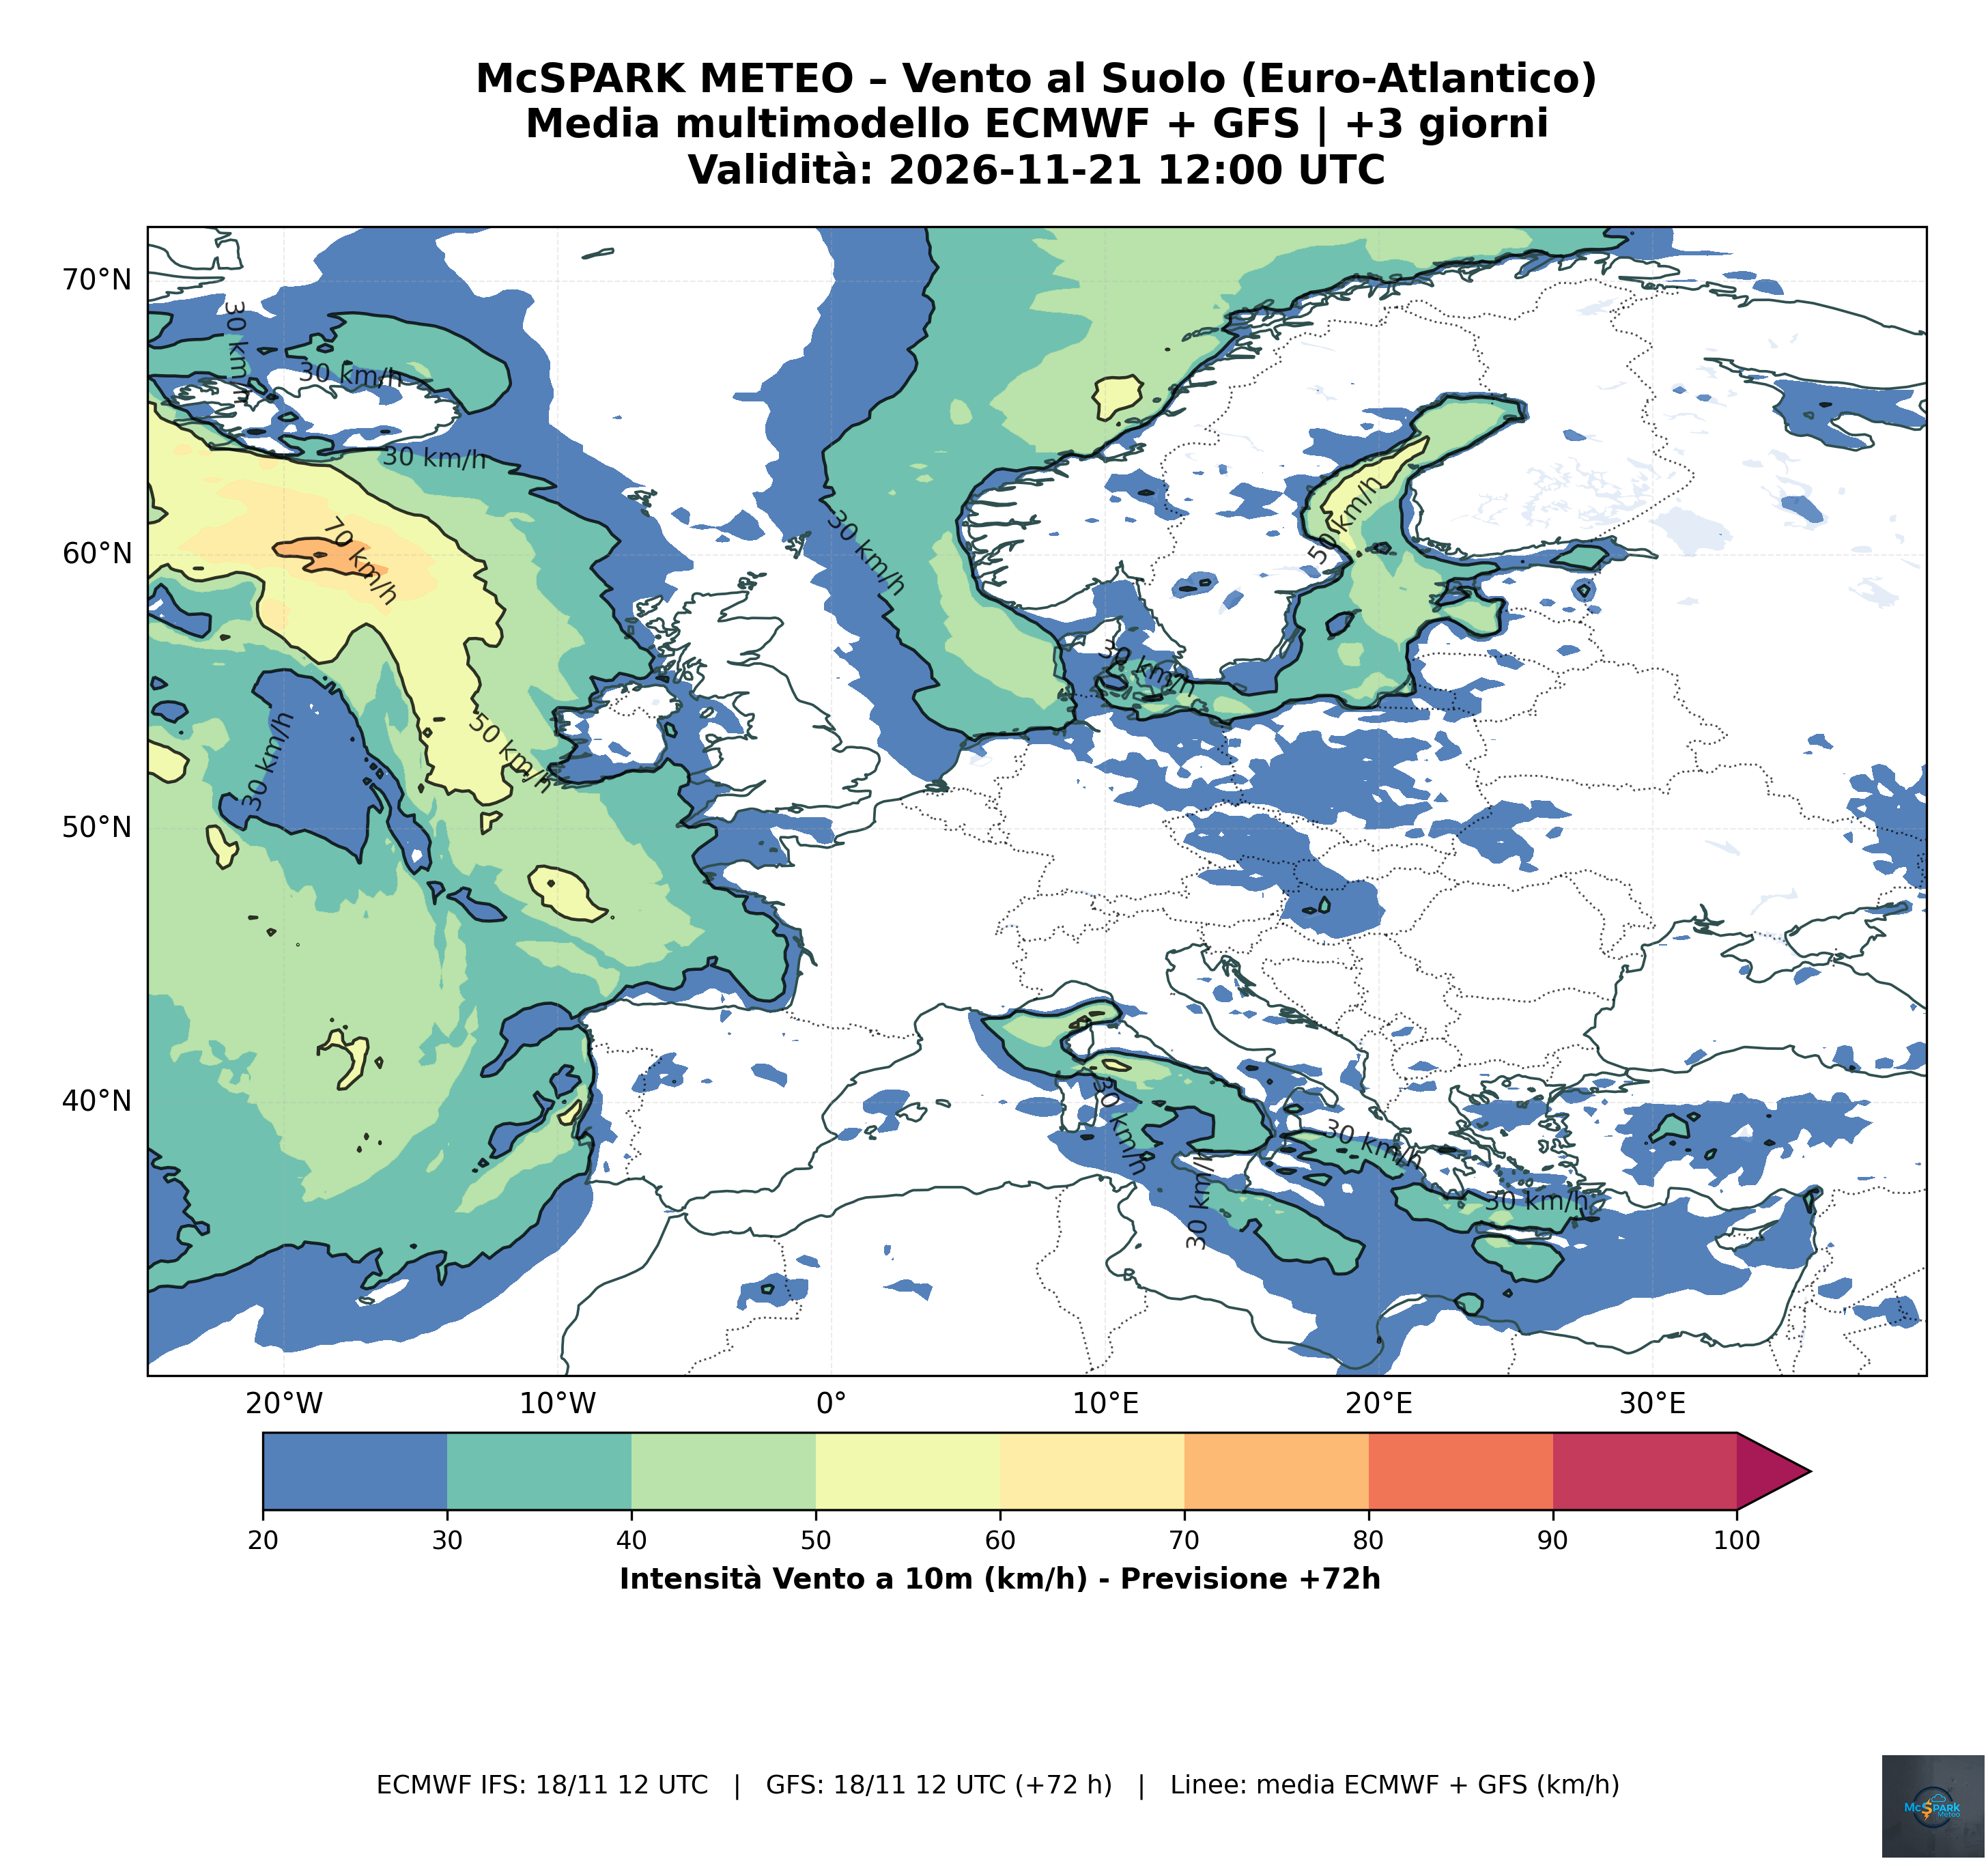 McSPARK METEO – Vento al Suolo (Euro-Atlantico)
Media multimodello ECMWF + GFS | +3 giorni
Validità: 2026-11-21 12:00 UTC
70°N
60°N
50°N
40°N
30 km/h
30 km/h
30 km/h
70 km/h
30 km/h
50 km/h
30 km/h
50 km/h
30 km/h
30 km/h
30 km/h
30 km/h
30 km/h
20°W 10°W 0° 10°E 20°E 30°E
20 30 40 50 60 70 80 90 100
Intensità Vento a 10m (km/h) - Previsione +72h
ECMWF IFS: 18/11 12 UTC | GFS: 18/11 12 UTC (+72 h) | Linee: media ECMWF + GFS (km/h)
McSPARK
Meteo